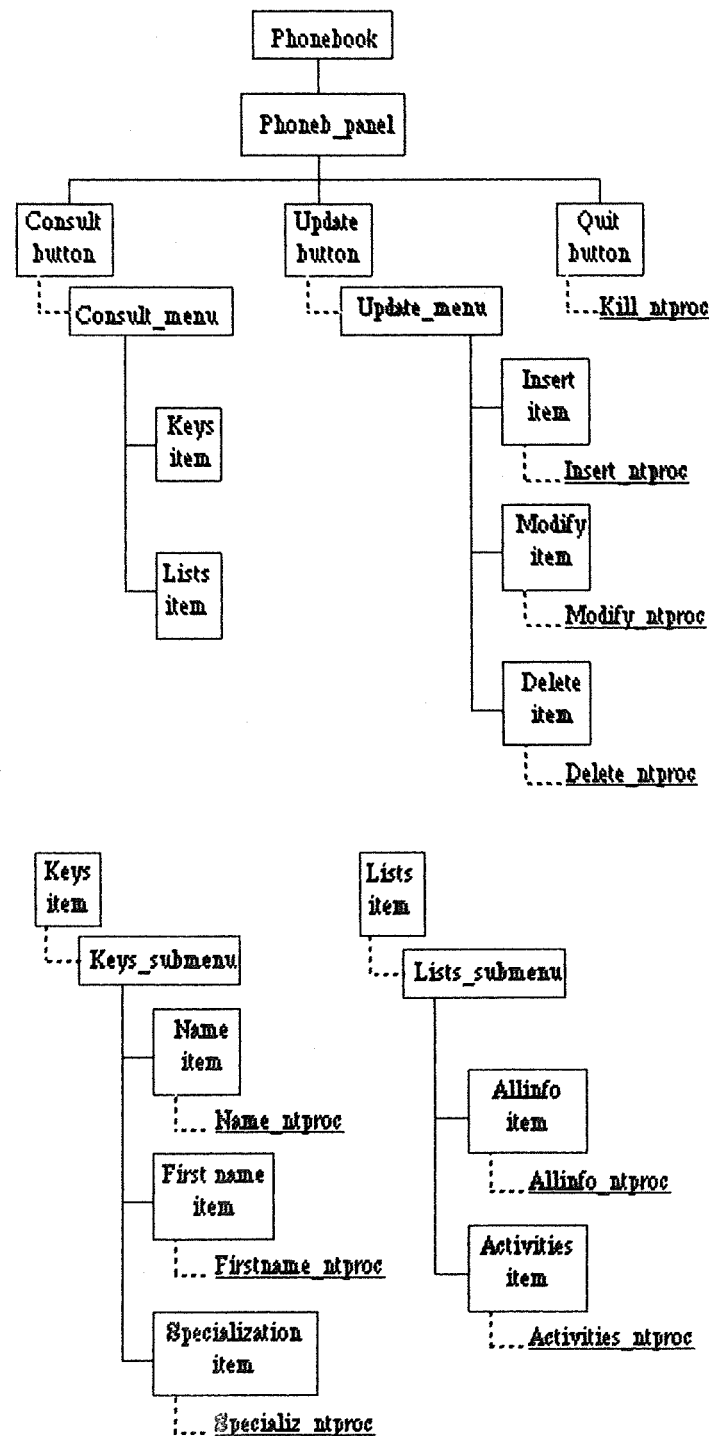 Phonebook
Phoneb_panel
Consult
button
Update
button
Quit
button
Consult_menu
Update_menu
Kill_ntproc
Keys
item
Lists
item
Insert
item
Insert_ntproc
Modify
item
Modify_ntproc
Delete
item
Delete_ntproc
Keys
item
Keys_submenu
Name
item
Name_ntproc
First name
item
Firstname_ntproc
Specialization
item
Specializ_ntproc
Lists
item
Lists_submenu
Allinfo
item
Allinfo_ntproc
Activities
item
Activities_ntproc